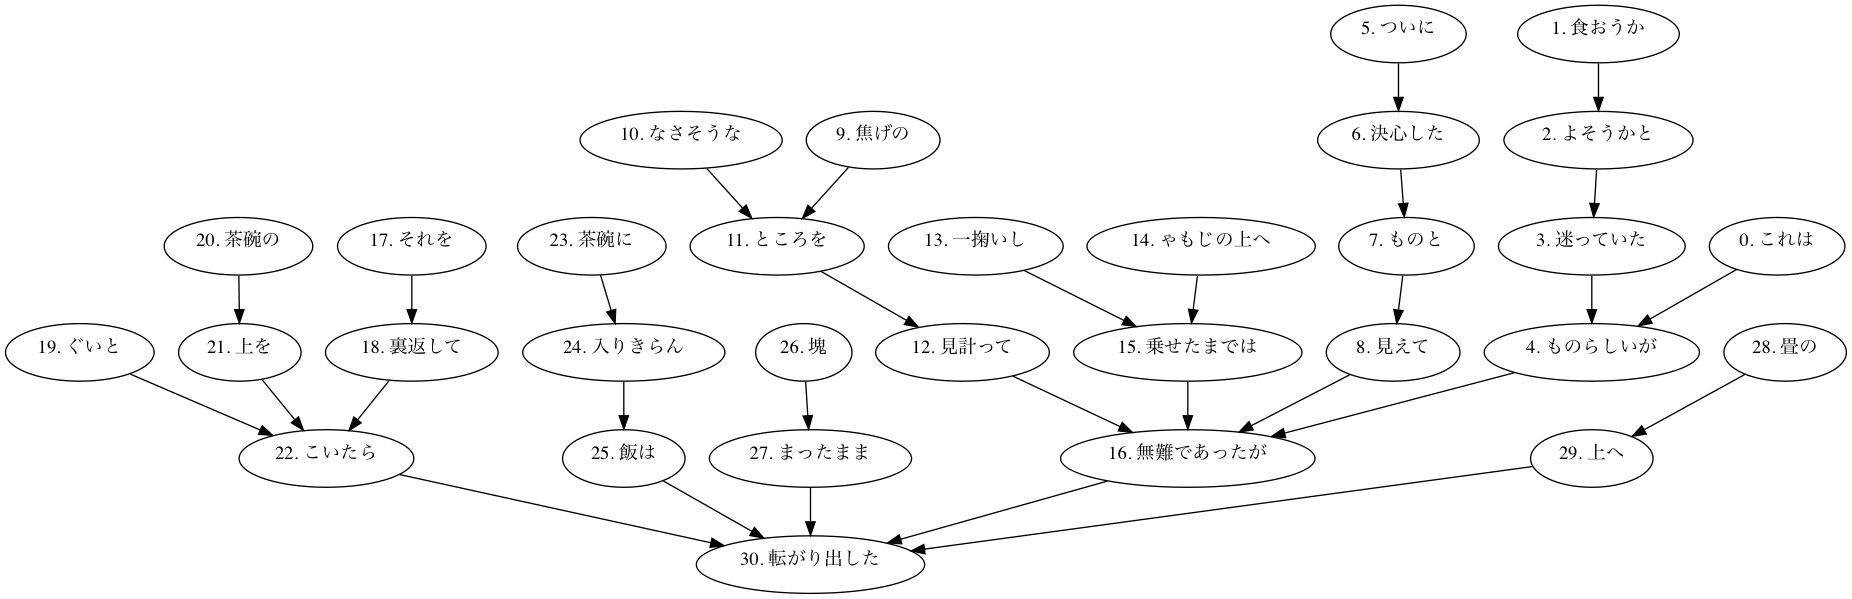 5. ついに
1. 食おうか
10. なさそうな
9. 焦げの
6. 決心した
2. よそうかと
20. 茶碗の
17. それを
23. 茶碗に
11. ところを
13. 一掬いし
14. ゃもじの上へ
7. ものと
3. 迷っていた
0. これは
19. ぐいと
21. 上を
18. 裏返して
24. 入りきらん
26. 塊
12. 見計って
15. 乗せたまでは
8. 見えて
4. ものらしいが
28. 畳の
22. こいたら
25. 飯は
27. まったまま
16. 無難であったが
29. 上へ
30. 転がり出した